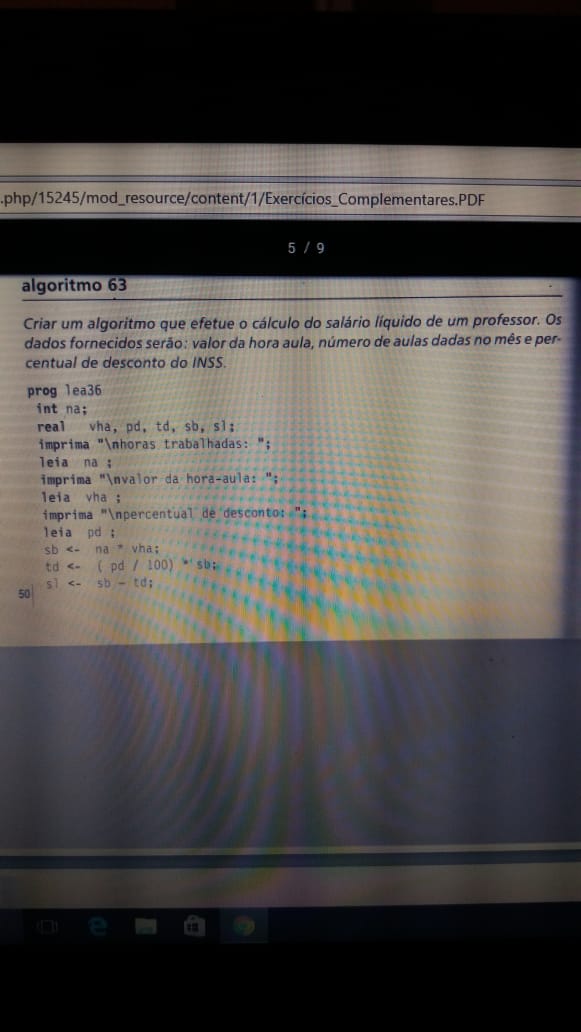 .php/15245/mod_resource/content/1/Exercícios_Complementares.PDF
5 / 9
algoritmo 63
Criar um algoritmo que efetue o cálculo do salário líquido de um professor. Os
dados fornecidos serão: valor da hora aula, número de aulas dadas no mês e per-
centual de desconto do INSS.
prog lea36
int na;
real vha, pd, td, sb, sl;
imprima "\nhoras trabalhadas: ";
leia na ;
imprima "\nvalor da hora-aula: ";
leia vha ;
imprima "\npercentual de desconto: ";
leia pd ;
sb <- na * vha;
td <- ( pd / 100) * sb;
sl <- sb - td;
50